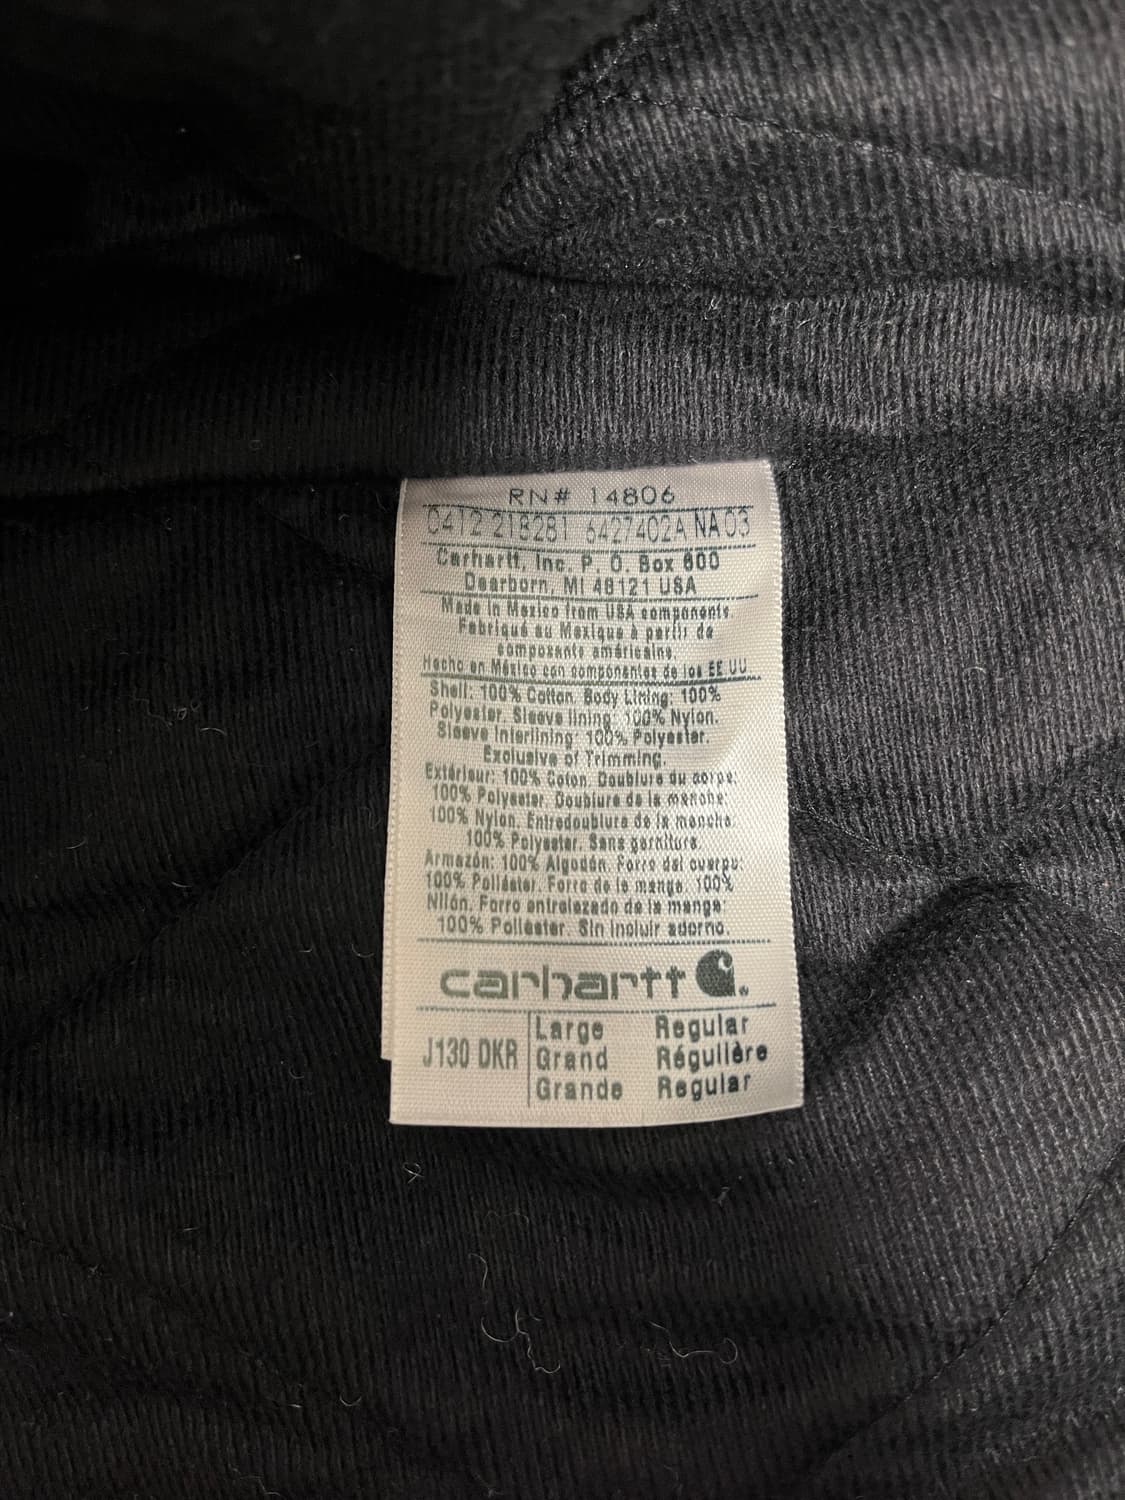 RN# 14806
0412 218281 6427402A NA 03
Carhartt, Inc. P. O. Box 600
Dearborn, MI 48121 USA
Made in Mexico from USA components.
Fabriqué au Mexique à partir de
composants américains.
Hecho en México con componentes de los EE UU
Shell: 100% Cotton. Body Lining: 100%
Polyester. Sleeve lining: 100% Nylon.
Sleeve Interlining: 100% Polyester.
Exclusive of Trimming.
Extérieur: 100% Coton. Doublure du corps:
100% Polyester. Doublure de la manche:
100% Nylon. Entredoublure de la manche:
100% Polyester. Sans garniture.
Armazón: 100% Algodón. Forro del cuerpo:
100% Poliéster. Forro de la manga: 100%
Nilón. Forro entrelazado de la manga:
100% Poliéster. Sin incluir adorno.
carhartt
J130 DKR Large Regular
Grand Régulière
Grande Regular